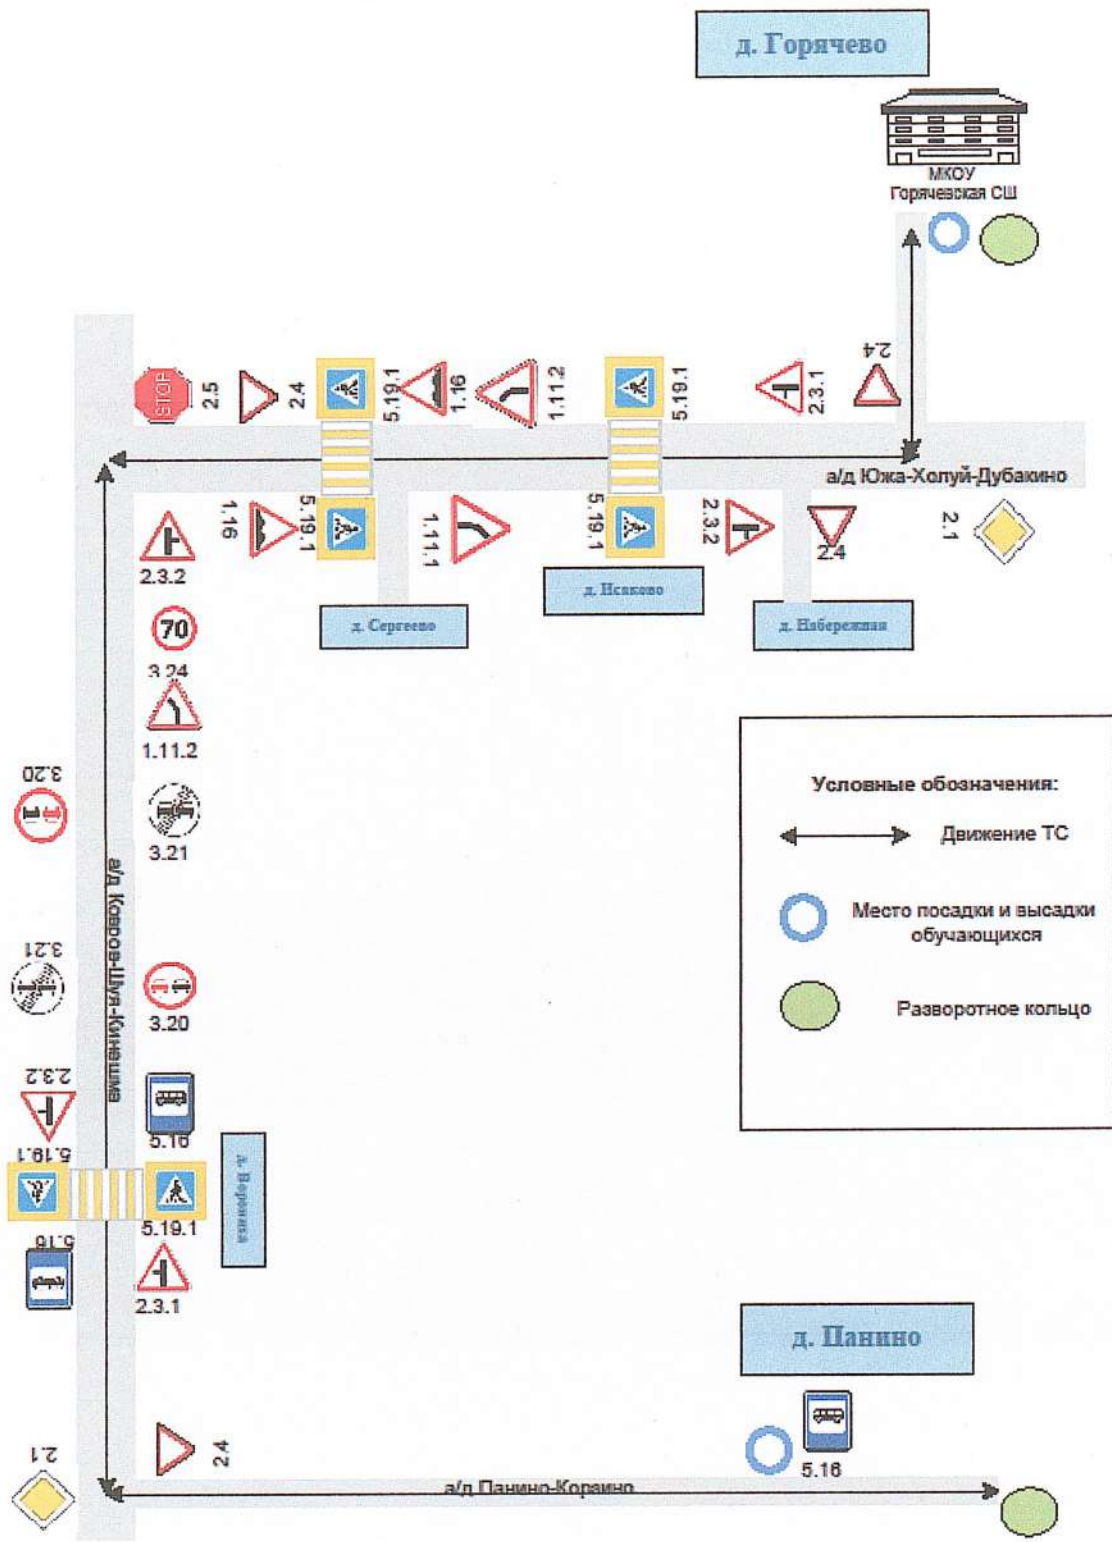 д. Горячево
МКОУ
Горячевская СШ
STOP
2.5
2.4
5.19.1
1.16
1.11.2
5.19.1
2.3.1
2.4
а/д Южа-Холуй-Дубакино
1.16
5.19.1
1.11.1
5.19.1
2.3.2
2.4
2.1
2.3.2
д. Сергеево
д. Исаково
д. Набережная
70
3.24
1.11.2
3.20
3.21
а/д Ковров-Шуя-Кинешма
3.21
3.20
2.3.2
5.16
5.19.1
5.19.1
д. Ворониха
5.16
2.3.1
Условные обозначения:
Движение ТС
Место посадки и высадки
обучающихся
Разворотное кольцо
д. Панино
5.16
2.1
2.4
а/д Панино-Корзино